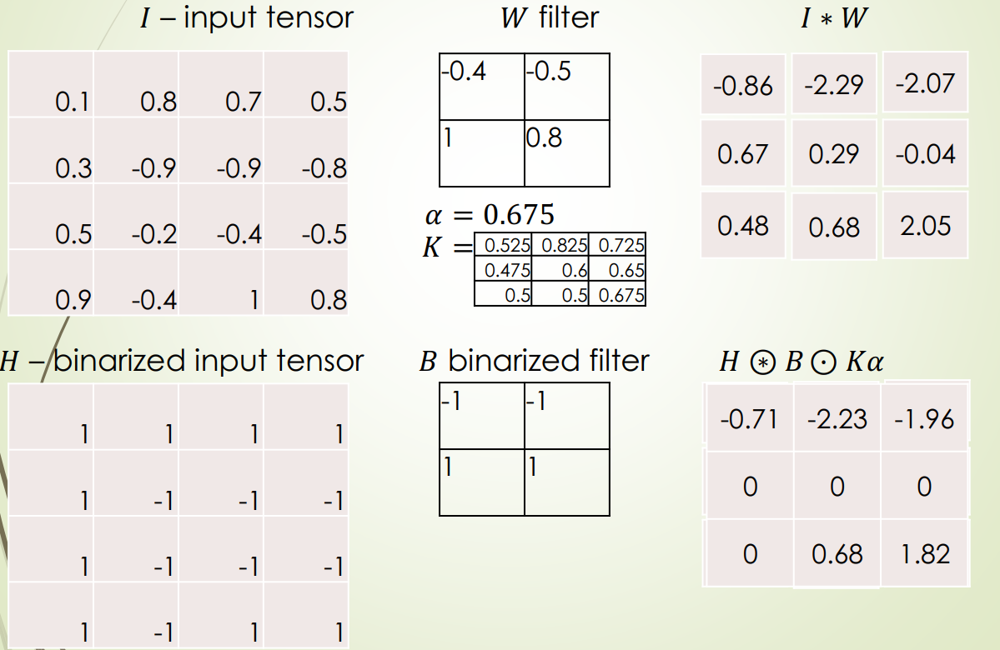 I – input tensor
W filter
I ∗ W
0.1 0.8 0.7 0.5
0.3 -0.9 -0.9 -0.8
0.5 -0.2 -0.4 -0.5
0.9 -0.4 1 0.8
-0.4 -0.5
1 0.8
α = 0.675
K =
0.525 0.825 0.725
0.475 0.6 0.65
0.5 0.5 0.675
-0.86 -2.29 -2.07
0.67 0.29 -0.04
0.48 0.68 2.05
H – binarized input tensor
B binarized filter
H ⊛ B ⊙ Kα
1 1 1 1
1 -1 -1 -1
1 -1 -1 -1
1 -1 1 1
-1 -1
1 1
-0.71 -2.23 -1.96
0 0 0
0 0.68 1.82